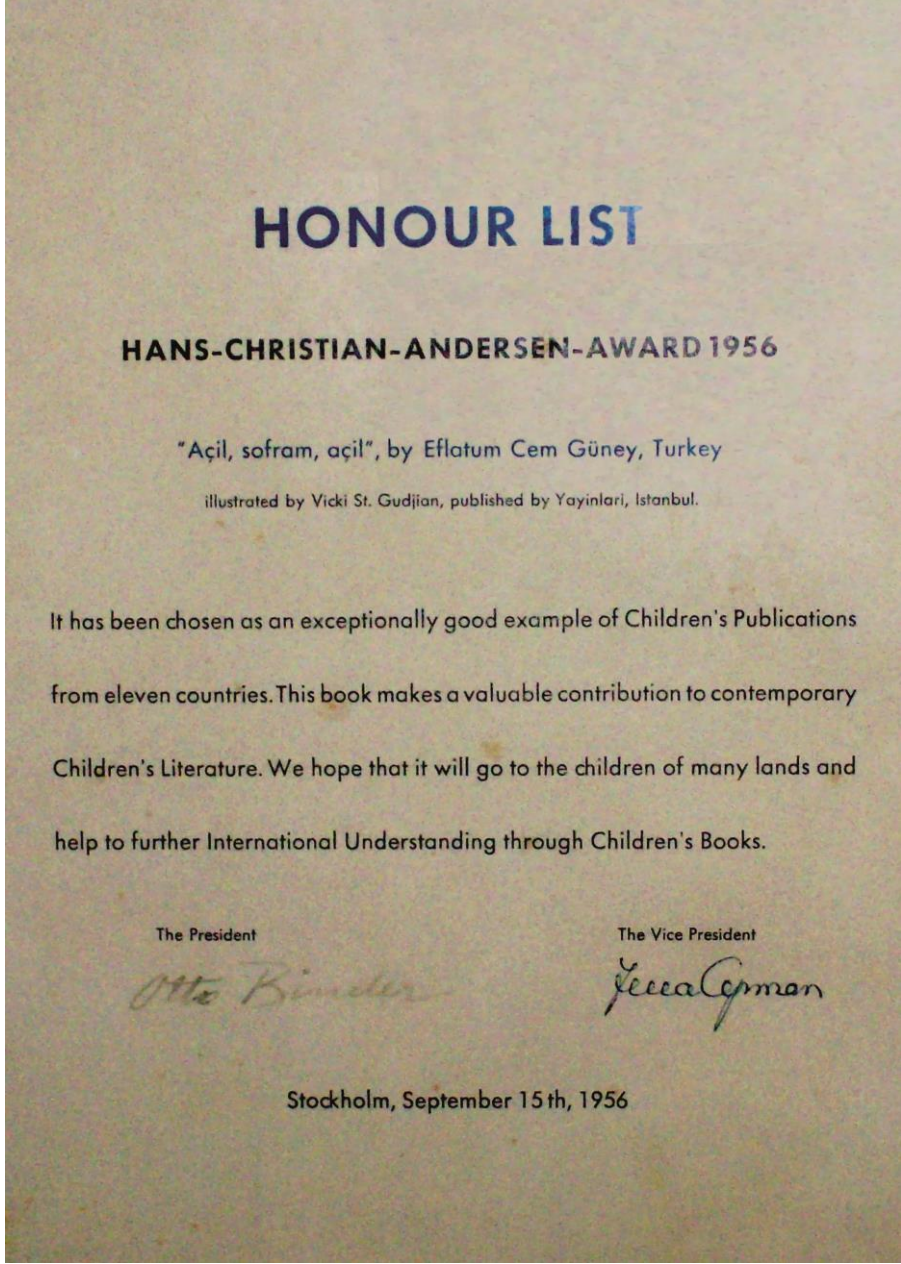 HONOUR LIST
HANS-CHRISTIAN-ANDERSEN-AWARD 1956
"Açil, sofram, açil", by Eflatum Cem Güney, Turkey
illustrated by Vicki St. Gudjian, published by Yayinlari, Istanbul.
It has been chosen as an exceptionally good example of Children's Publications
from eleven countries. This book makes a valuable contribution to contemporary
Children's Literature. We hope that it will go to the children of many lands and
help to further International Understanding through Children's Books.
The President
The Vice President
Otto Binder
Stockholm, September 15th, 1956